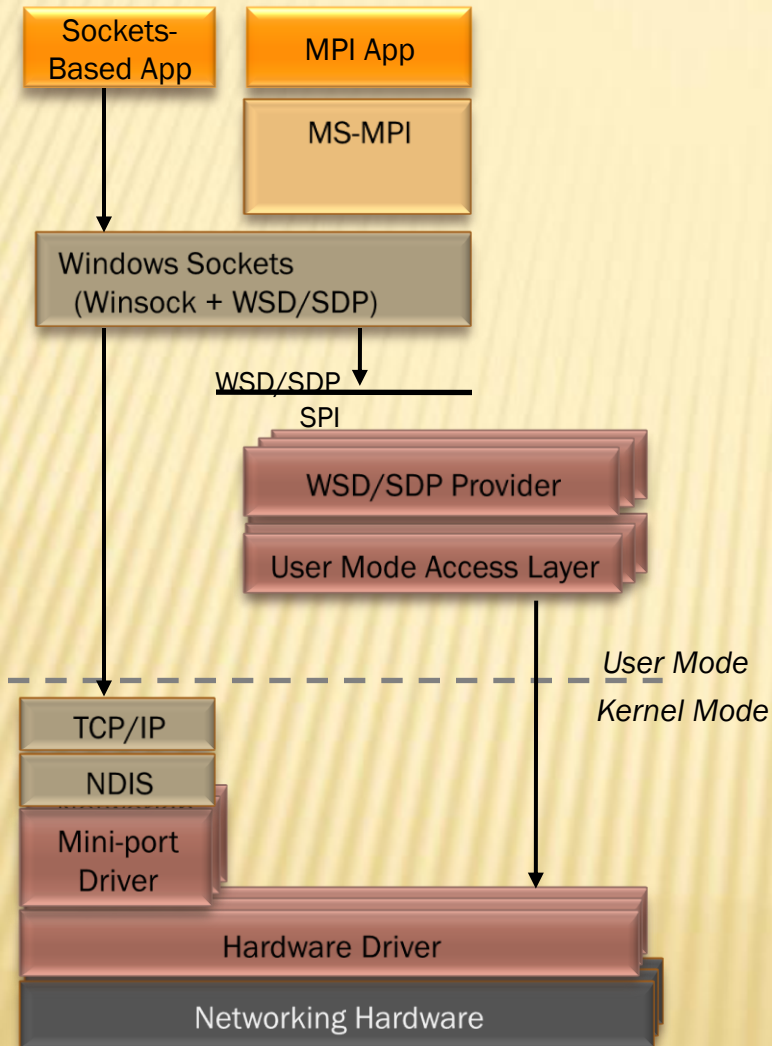 Sockets-
Based App
MPI App
MS-MPI
Windows Sockets
(Winsock + WSD/SDP)
WSD/SDP
SPI
WSD/SDP Provider
User Mode Access Layer
User Mode
Kernel Mode
TCP/IP
NDIS
Mini-port
Driver
Hardware Driver
Networking Hardware